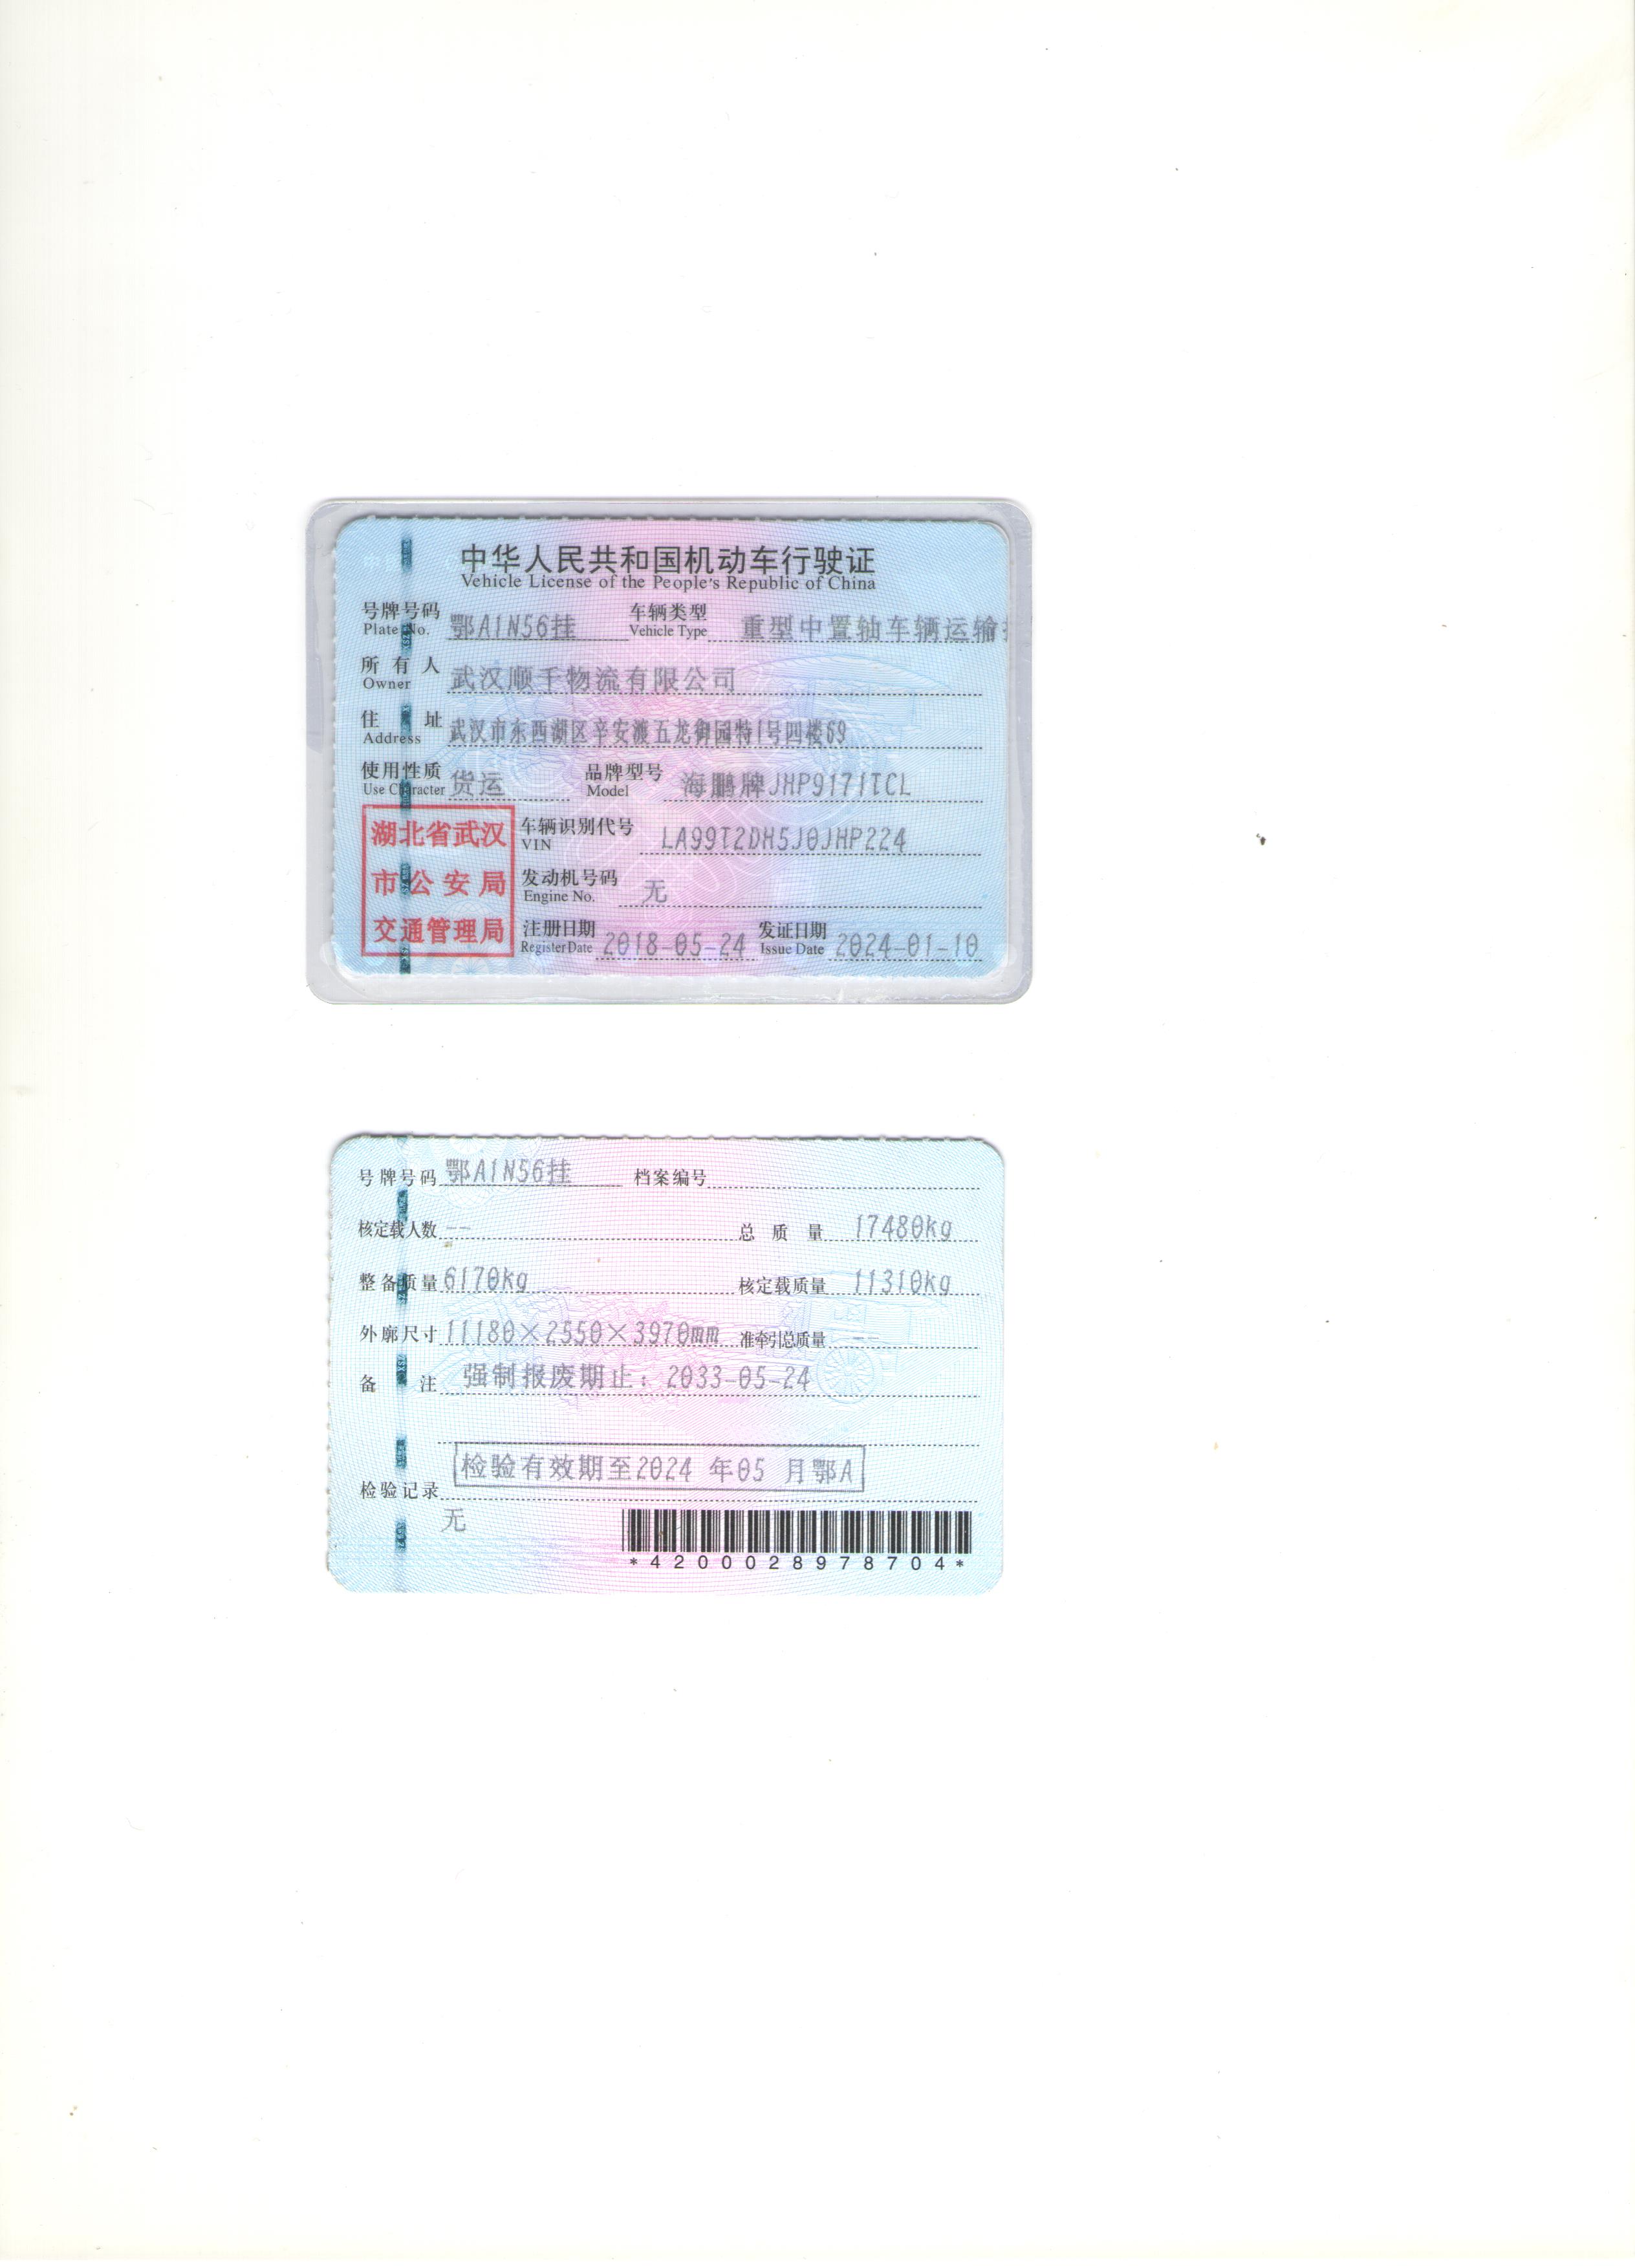 中华人民共和国机动车行驶证
Vehicle License of the People's Republic of China
号牌号码 鄂A1N56挂 车辆类型 重型中置轴车辆运输
Plate No. Vehicle Type
所有人 武汉顺千物流有限公司
Owner
住址 武汉市东西湖区辛安渡五龙御园特1号四楼69
Address
使用性质 货运 品牌型号 海鹏牌JHP9171TCL
Use Character Model
湖北省武汉
市公安局
交通管理局
车辆识别代号 LA99T2DH5J0JHP224
VIN
发动机号码 无
Engine No.
注册日期 2018-05-24 发证日期 2024-01-10
Register Date Issue Date
号牌号码 鄂A1N56挂 档案编号
核定载人数 -- 总质量 17480kg
整备质量 6170kg 核定载质量 11310kg
外廓尺寸 11180×2550×3970mm 准牵引总质量 --
备注 强制报废期止：2033-05-24
检验有效期至2024 年05 月鄂A
检验记录
无
*4200028978704*